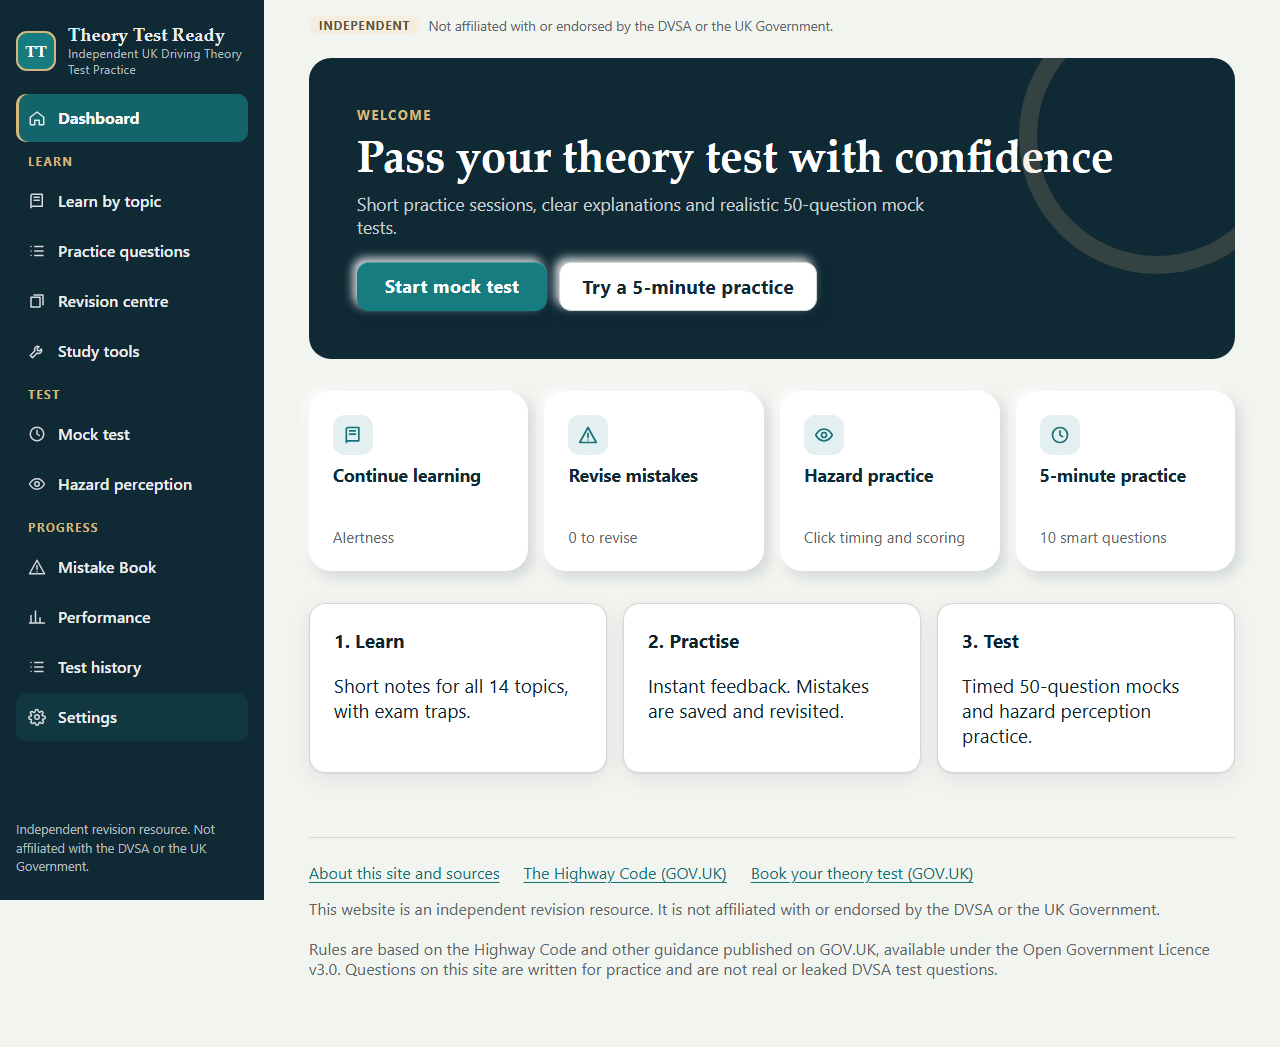 TT
Theory Test Ready
Independent UK Driving Theory
Test Practice
Dashboard
LEARN
Learn by topic
Practice questions
Revision centre
Study tools
TEST
Mock test
Hazard perception
PROGRESS
Mistake Book
Performance
Test history
Settings
Independent revision resource. Not
affiliated with the DVSA or the UK
Government.
INDEPENDENT Not affiliated with or endorsed by the DVSA or the UK Government.
WELCOME
Pass your theory test with confidence
Short practice sessions, clear explanations and realistic 50-question mock
tests.
Start mock test
Try a 5-minute practice
Continue learning
Alertness
Revise mistakes
0 to revise
Hazard practice
Click timing and scoring
5-minute practice
10 smart questions
1. Learn
Short notes for all 14 topics,
with exam traps.
2. Practise
Instant feedback. Mistakes
are saved and revisited.
3. Test
Timed 50-question mocks
and hazard perception
practice.
About this site and sources
The Highway Code (GOV.UK)
Book your theory test (GOV.UK)
This website is an independent revision resource. It is not affiliated with or endorsed by the DVSA or the UK Government.
Rules are based on the Highway Code and other guidance published on GOV.UK, available under the Open Government Licence
v3.0. Questions on this site are written for practice and are not real or leaked DVSA test questions.